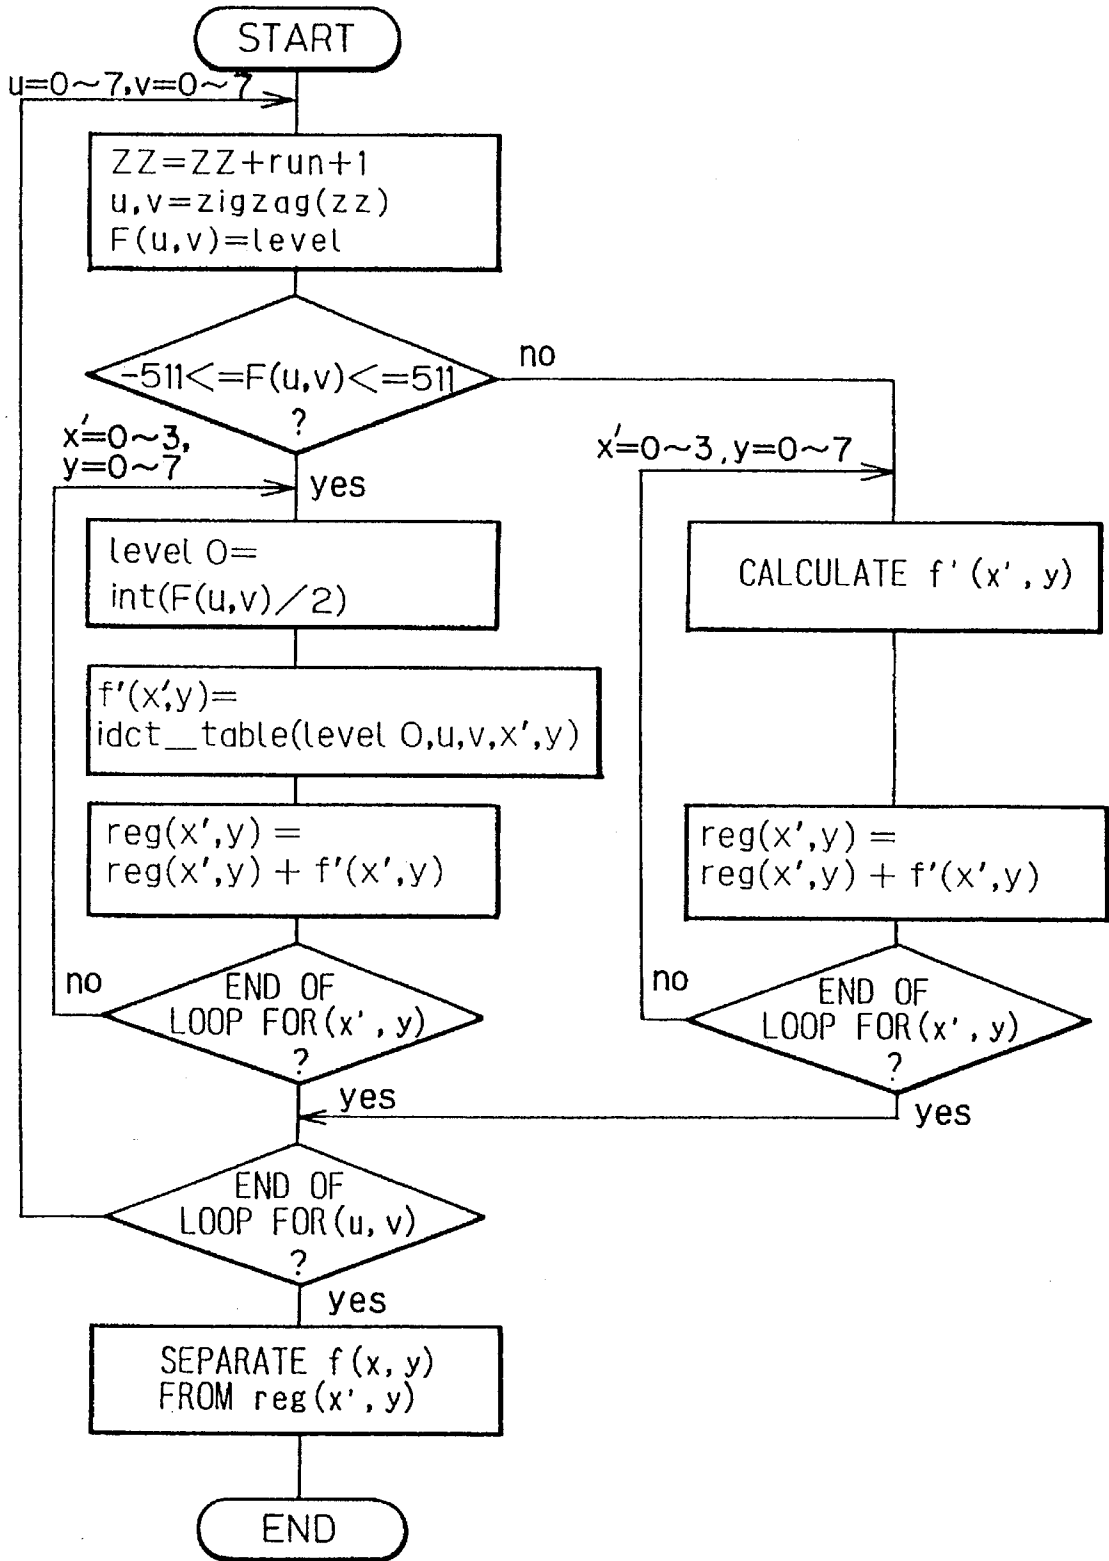 START
u=0~7,v=0~7
ZZ=ZZ+run+1
u,v=zigzag(zz)
F(u,v)=level
-511<=F(u,v)<=511
?
no
x'=0~3,
y=0~7
yes
x'=0~3,y=0~7
level 0=
int(F(u,v)/2)
CALCULATE f'(x',y)
f'(x',y)=
idct__table(level 0,u,v,x',y)
reg(x',y)=
reg(x',y)+f'(x',y)
reg(x',y)=
reg(x',y)+f'(x',y)
no
END OF
LOOP FOR(x',y)
?
yes
no
END OF
LOOP FOR(x',y)
?
yes
END OF
LOOP FOR(u,v)
?
yes
SEPARATE f(x,y)
FROM reg(x',y)
END